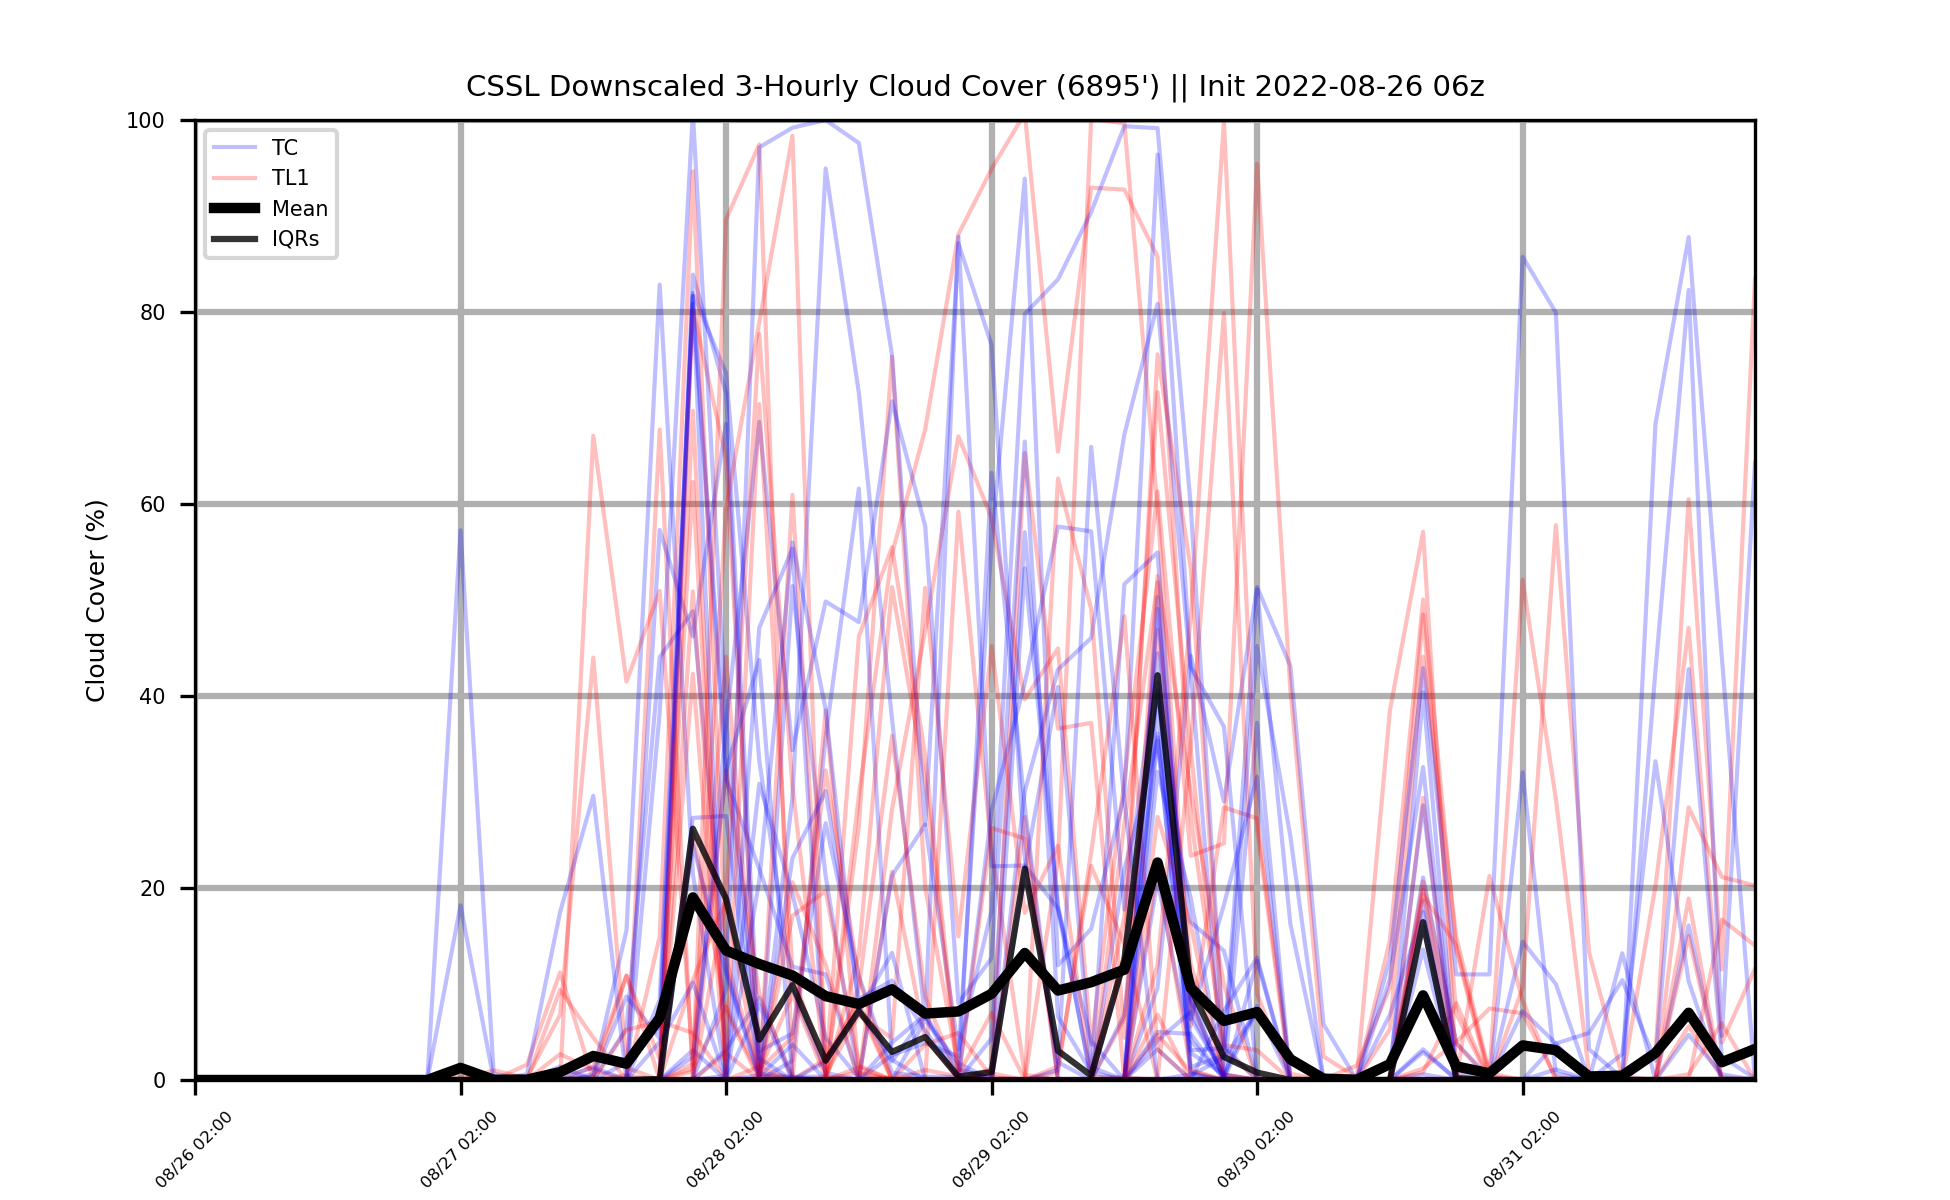 CSSL Downscaled 3-Hourly Cloud Cover (6895') || Init 2022-08-26 06z
Cloud Cover (%)
100
80
60
40
20
0
TC
TL1
Mean
IQRs
08/26 02:00
08/27 02:00
08/28 02:00
08/29 02:00
08/30 02:00
08/31 02:00